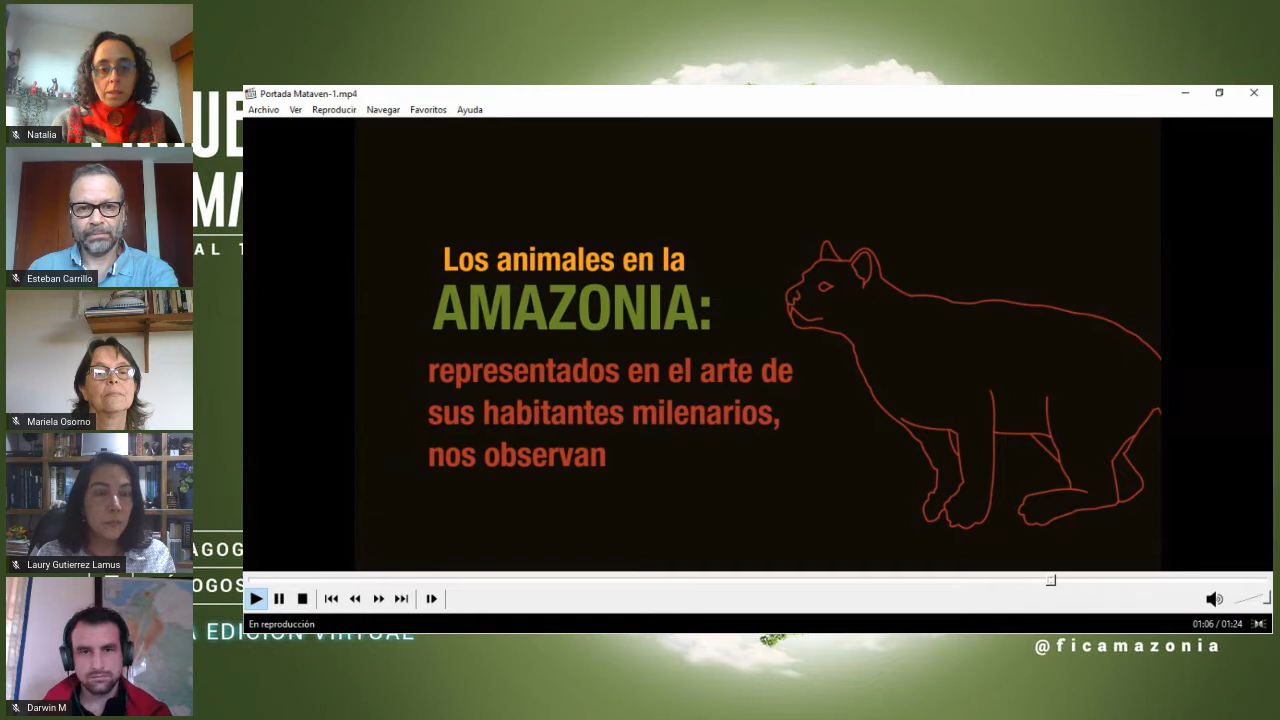 Natalia
Esteban Carrillo
Mariela Osorno
Laury Gutierrez Lamus
Darwin M
Portada Mataven-1.mp4
Archivo Ver Reproducir Navegar Favoritos Ayuda
Los animales en la
AMAZONIA:
representados en el arte de
sus habitantes milenarios,
nos observan
En reproducción
01:06 / 01:24
@ficamazonia